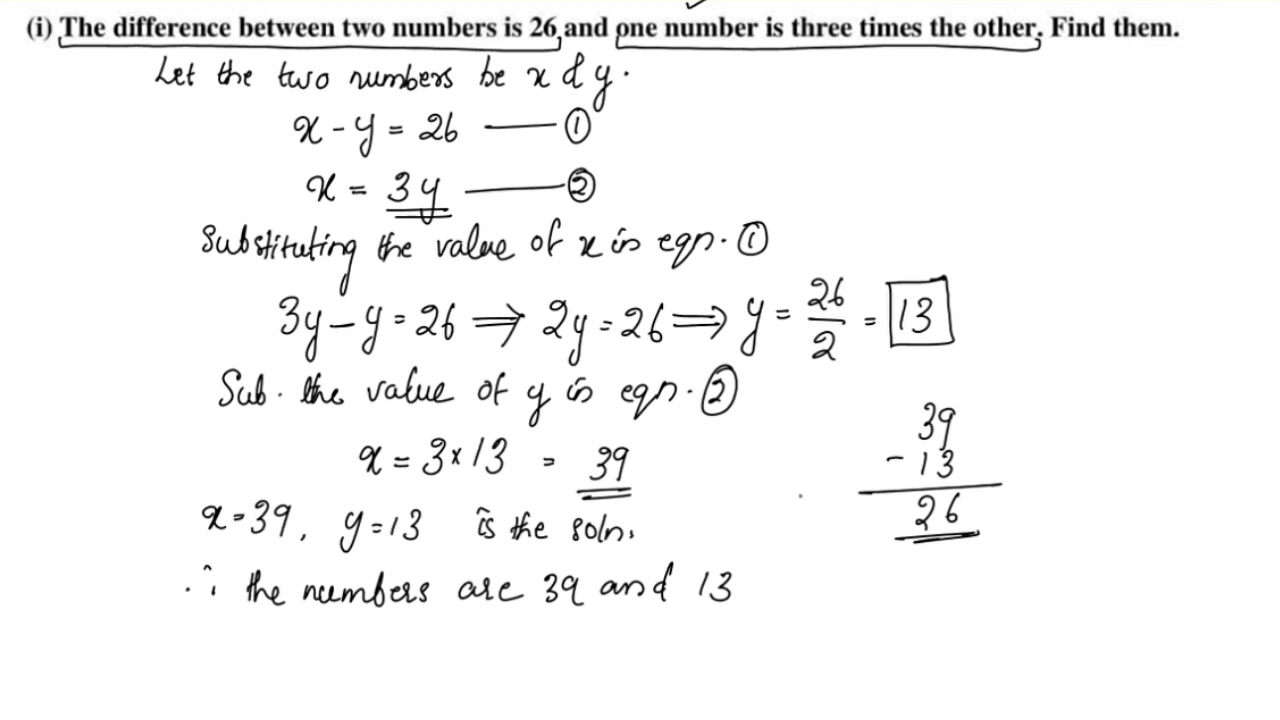 (i) The difference between two numbers is 26 and one number is three times the other. Find them.
Let the two numbers be x & y.
x - y = 26 —— ①
x = 3y —— ②
Substituting the value of x in eqn. ①
3y - y = 26 ⇒ 2y = 26 ⇒ y = 26/2 = 13
Sub. the value of y in eqn. ②
x = 3 × 13 = 39
x = 39, y = 13 is the soln.
∴ the numbers are 39 and 13
39
- 13
26